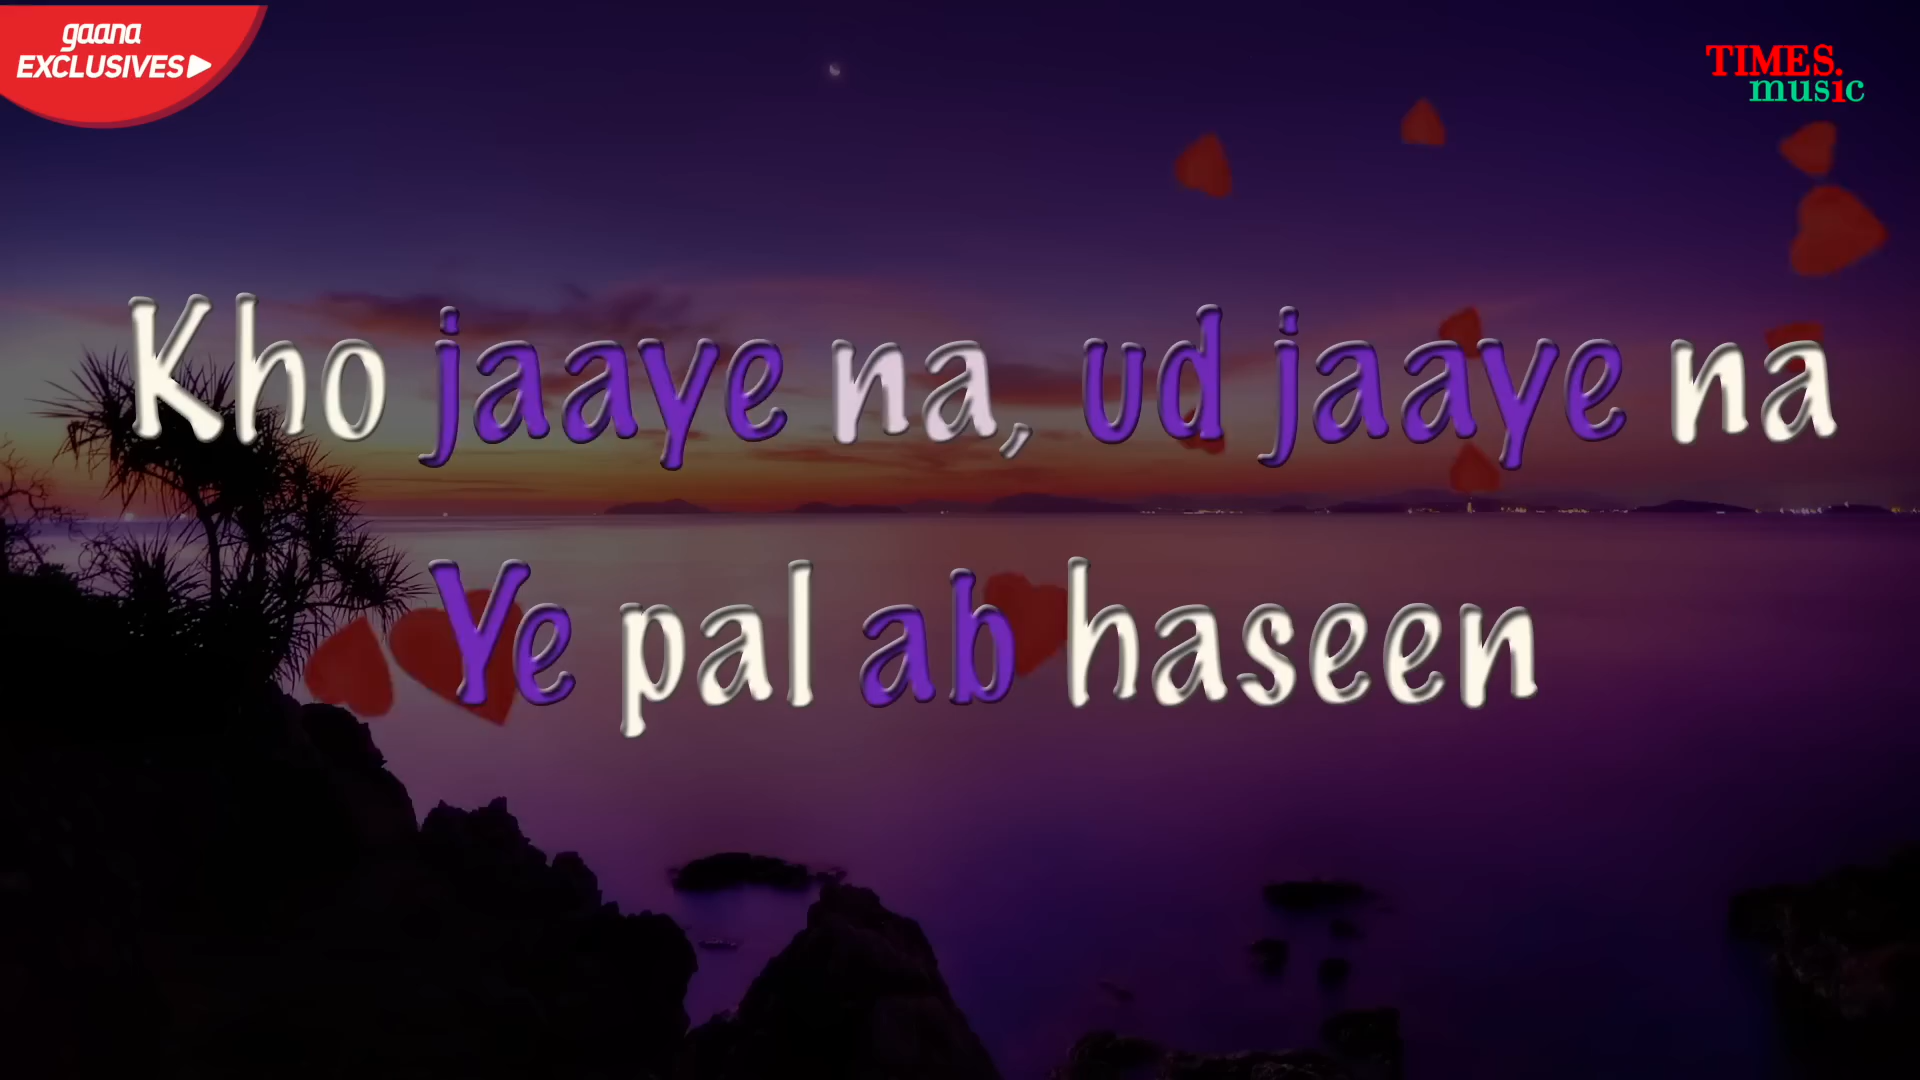 gaana
EXCLUSIVES
TIMES.
music
Kho jaaye na, ud jaaye na
Ye pal ab haseen